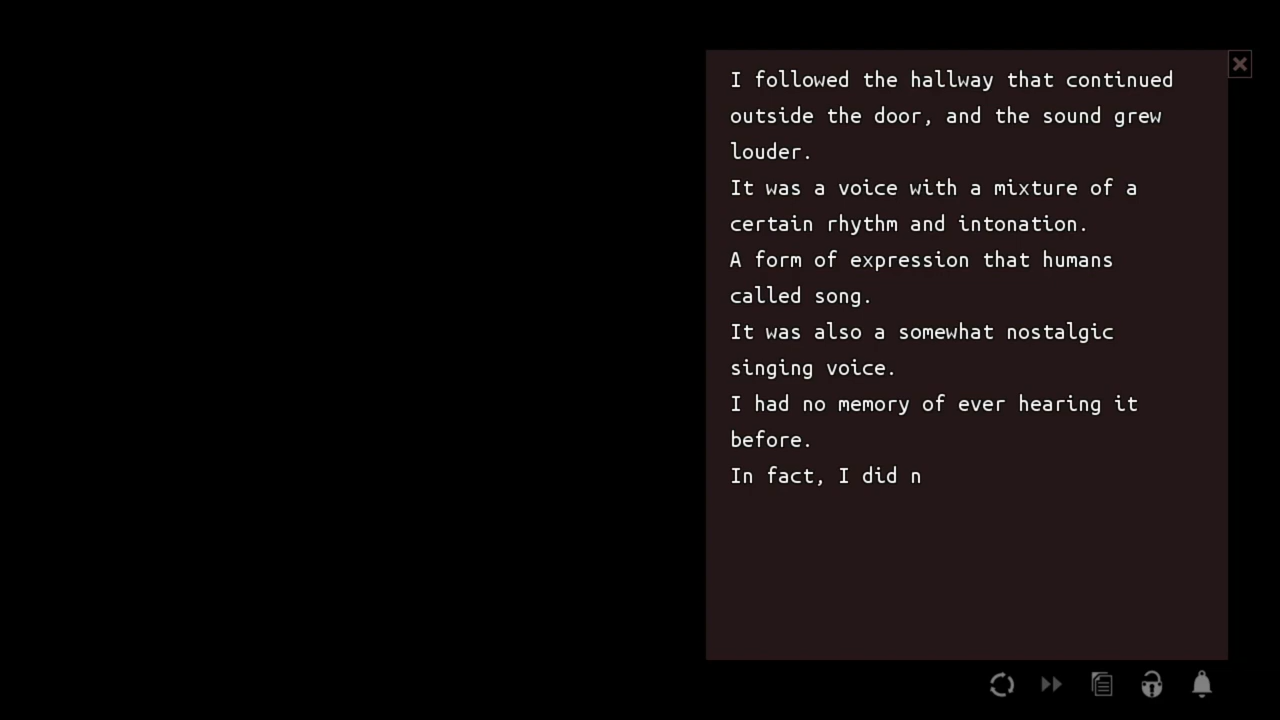 I followed the hallway that continued
outside the door, and the sound grew
louder.
It was a voice with a mixture of a
certain rhythm and intonation.
A form of expression that humans
called song.
It was also a somewhat nostalgic
singing voice.
I had no memory of ever hearing it
before.
In fact, I did n